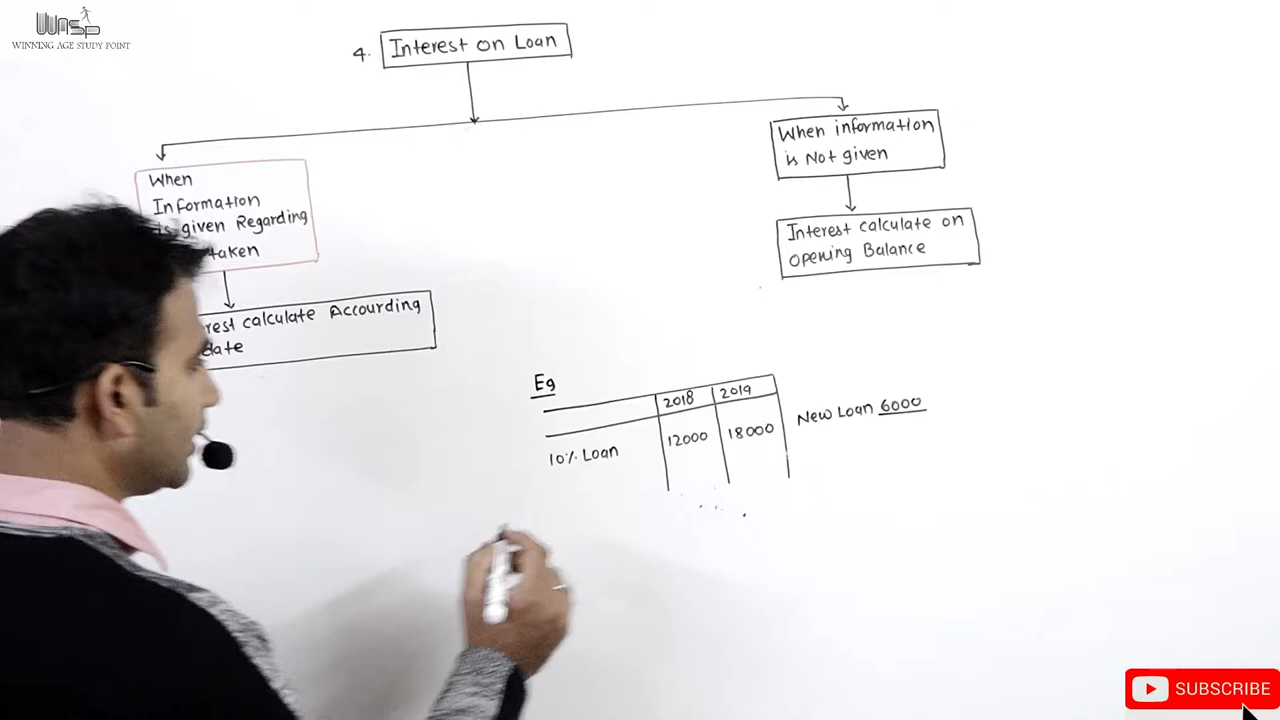 WASP
WINNING AGE STUDY POINT
4. Interest on Loan
When
Information
is given Regarding
taken
rest calculate Accourding
date
When information
is Not given
Interest calculate on
opening Balance
Eg
2018 2019
10% Loan 12000 18000
New Loan 6000
SUBSCRIBE